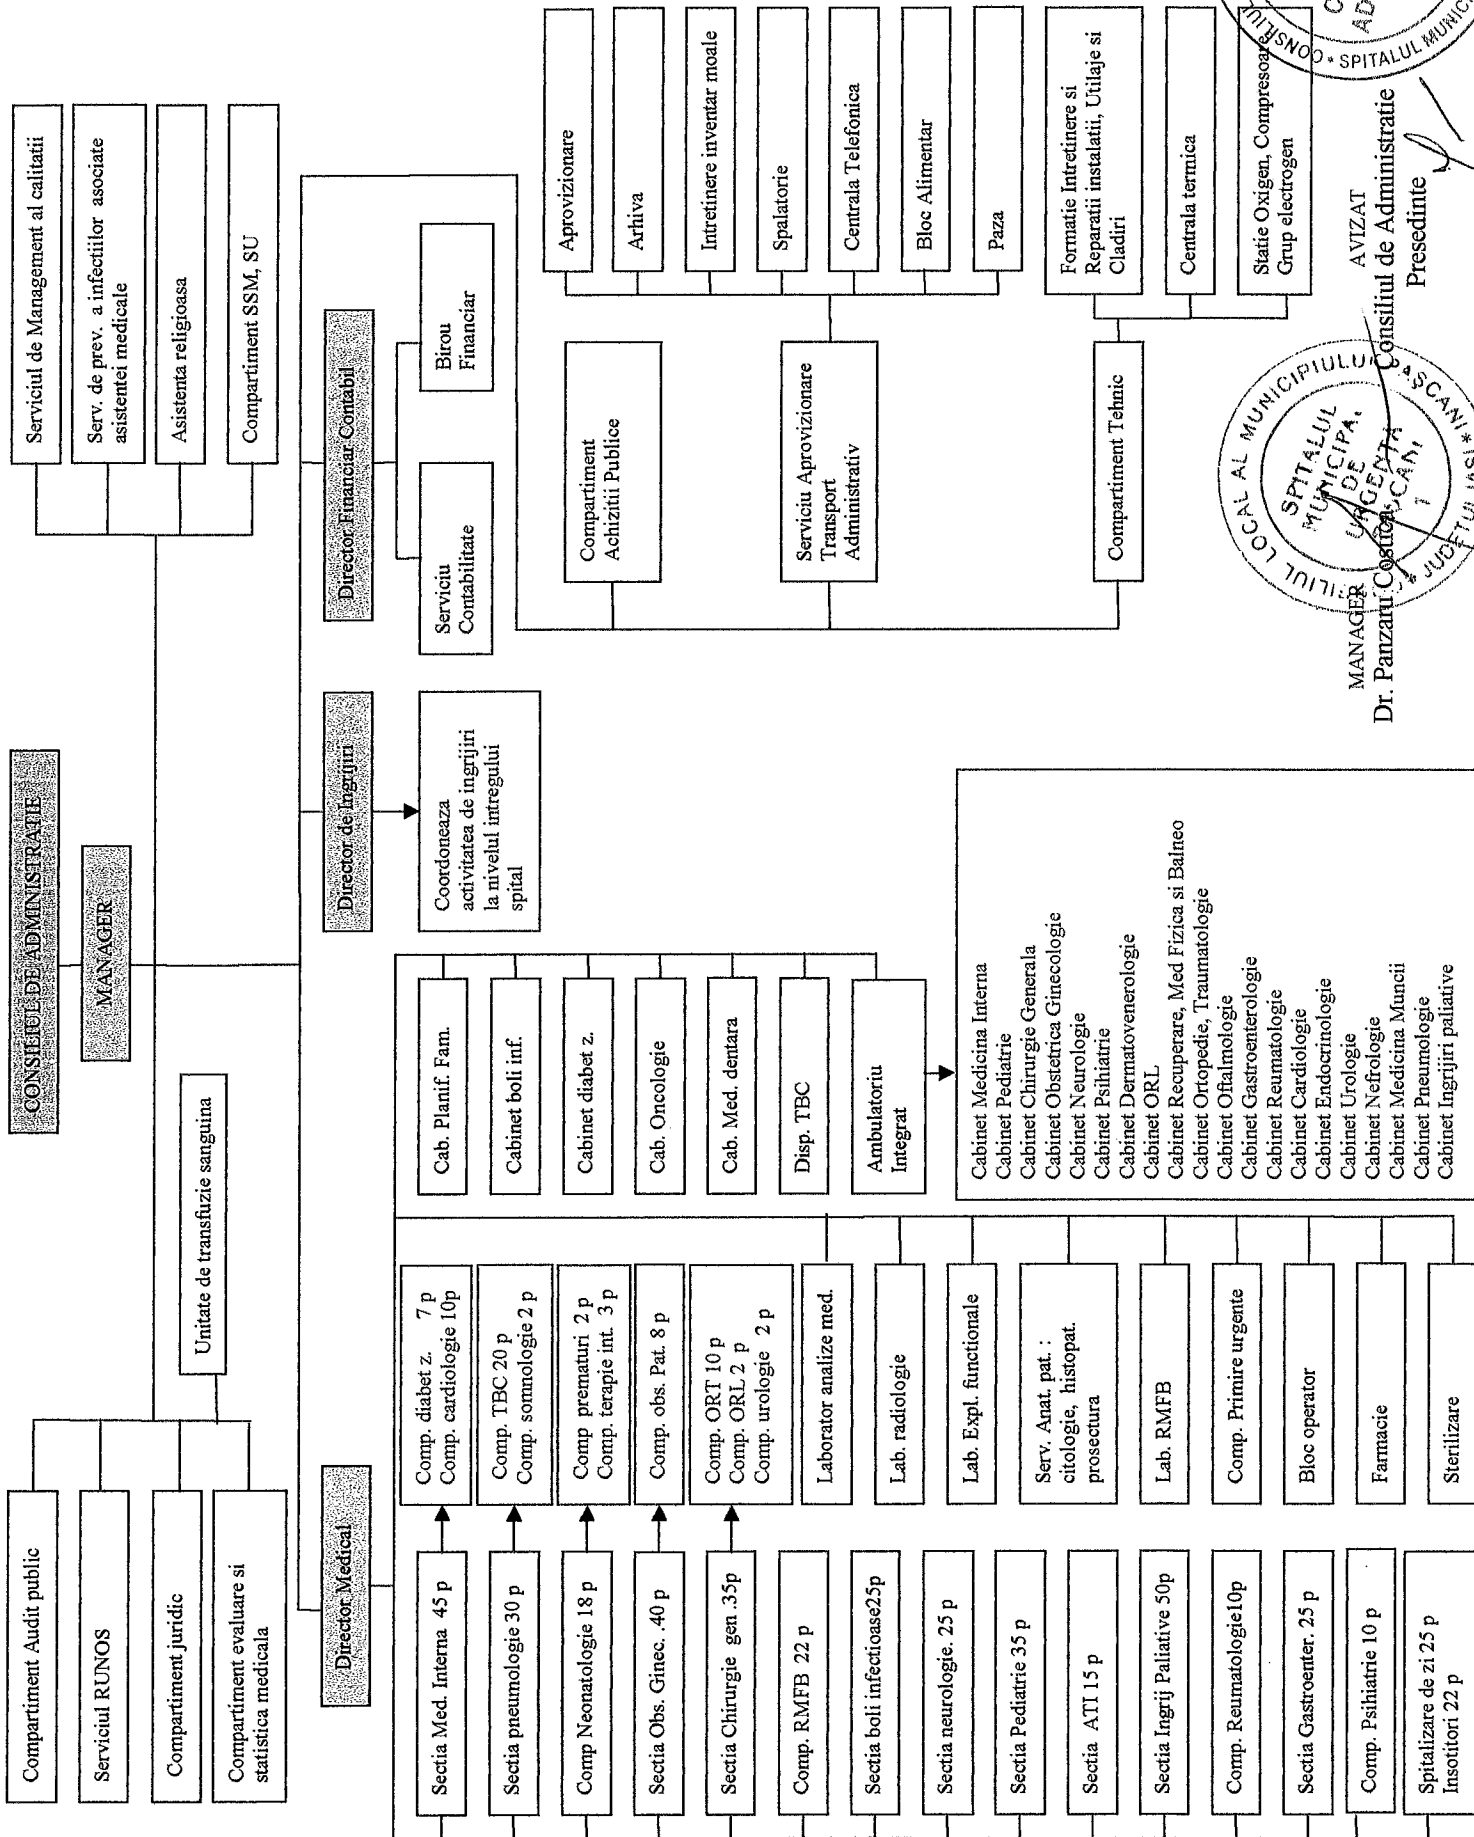 CONSILIUL DE ADMINISTRATIE
MANAGER
Compartiment Audit public
Serviciul RUNOS
Compartiment juridic
Compartiment evaluare si
statistica medicala
Unitate de transfuzie sanguina
Serviciul de Management al calitatii
Serv. de prev. a infectiilor asociate
asistentei medicale
Asistenta religioasa
Compartiment SSM, SU
Director Medical
Director de Ingrijiri
Director Financiar Contabil
Sectia Med. Interna 45 p
Sectia pneumologie 30 p
Comp Neonatologie 18 p
Sectia Obs. Ginec. .40 p
Sectia Chirurgie gen .35p
Comp. RMFB 22 p
Sectia boli infectioase25p
Sectia neurologie. 25 p
Sectia Pediatrie 35 p
Sectia ATI 15 p
Sectia Ingrij Paliative 50p
Comp. Reumatologie10p
Sectia Gastroenter. 25 p
Comp. Psihiatrie 10 p
Spitalizare de zi 25 p
Insotitori 22 p
Comp. diabet z. 7 p
Comp. cardiologie 10p
Comp. TBC 20 p
Comp. somnologie 2 p
Comp prematuri 2 p
Comp. terapie int. 3 p
Comp. obs. Pat. 8 p
Comp. ORT 10 p
Comp. ORL 2 p
Comp. urologie 2 p
Laborator analize med.
Lab. radiologie
Lab. Expl. functionale
Serv. Anat. pat. :
citologie, histopat.
prosectura
Lab. RMFB
Comp. Primire urgente
Bloc operator
Farmacie
Sterilizare
Cab. Planif. Fam.
Cabinet boli inf.
Cabinet diabet z.
Cab. Oncologie
Cab. Med. dentara
Disp. TBC
Ambulatoriu
Integrat
Cabinet Medicina Interna
Cabinet Pediatrie
Cabinet Chirurgie Generala
Cabinet Obstetrica Ginecologie
Cabinet Neurologie
Cabinet Psihiatrie
Cabinet Dermatovenerologie
Cabinet ORL
Cabinet Recuperare, Med Fizica si Balneo
Cabinet Ortopedie, Traumatologie
Cabinet Oftalmologie
Cabinet Gastroenterologie
Cabinet Reumatologie
Cabinet Cardiologie
Cabinet Endocrinologie
Cabinet Urologie
Cabinet Nefrologie
Cabinet Medicina Muncii
Cabinet Pneumologie
Cabinet Ingrijiri paliative
Coordoneaza
activitatea de ingrijiri
la nivelul intregului
spital
Serviciu
Contabilitate
Birou
Financiar
Compartiment
Achizitii Publice
Serviciu Aprovizionare
Transport
Administrativ
Compartiment Tehnic
Aprovizionare
Arhiva
Intretinere inventar moale
Spalatorie
Centrala Telefonica
Bloc Alimentar
Paza
Formatie Intretinere si
Reparatii instalatii, Utilaje si
Cladiri
Centrala termica
Statie Oxigen, Compresoare
Grup electrogen
MANAGER
Dr. Panzaru Costica
AVIZAT
Consiliul de Administratie
Presedinte
LOCAL AL MUNICIPIULUI PAŞCANI * JUDEŢUL IAŞI *
SPITALUL
MUNICIPAL
DE
URGENŢA
CONSILIUL
* SPITALUL